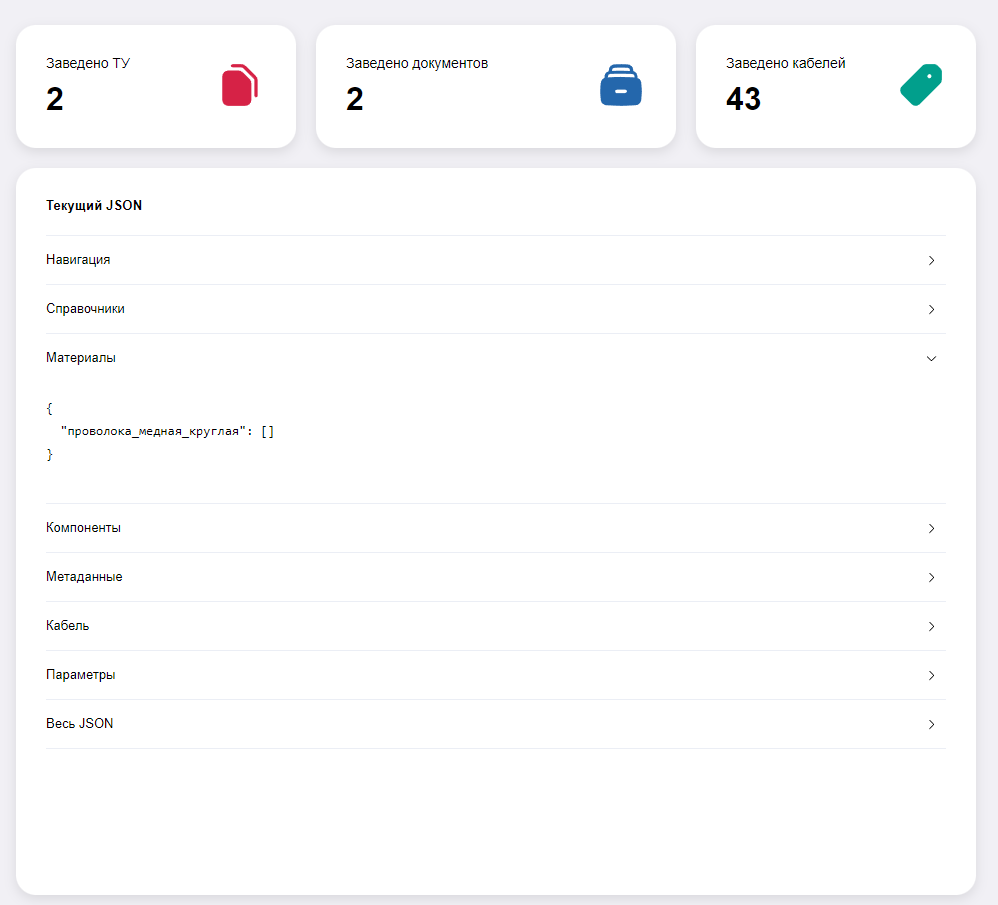 Заведено ТУ
2
Заведено документов
2
Заведено кабелей
43
Текущий JSON
Навигация
Справочники
Материалы
{
  "проволока_медная_круглая": []
}
Компоненты
Метаданные
Кабель
Параметры
Весь JSON